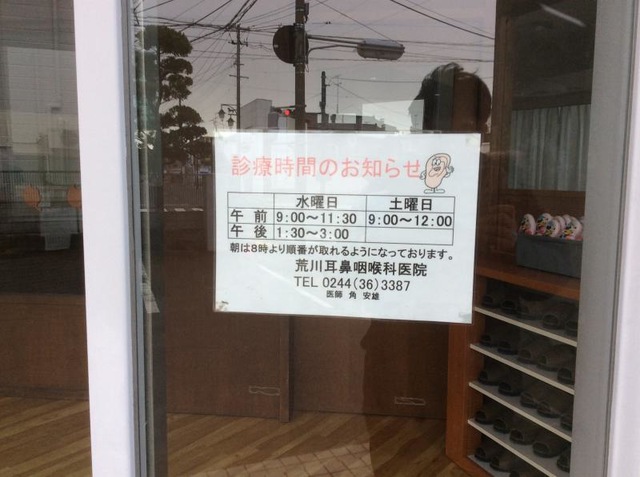 診療時間のお知らせ
水曜日 土曜日
午前 9:00～11:30 9:00～12:00
午後 1:30～3:00
朝は8時より順番が取れるようになっております。
荒川耳鼻咽喉科医院
TEL 0244(36)3387
医師 角 安雄